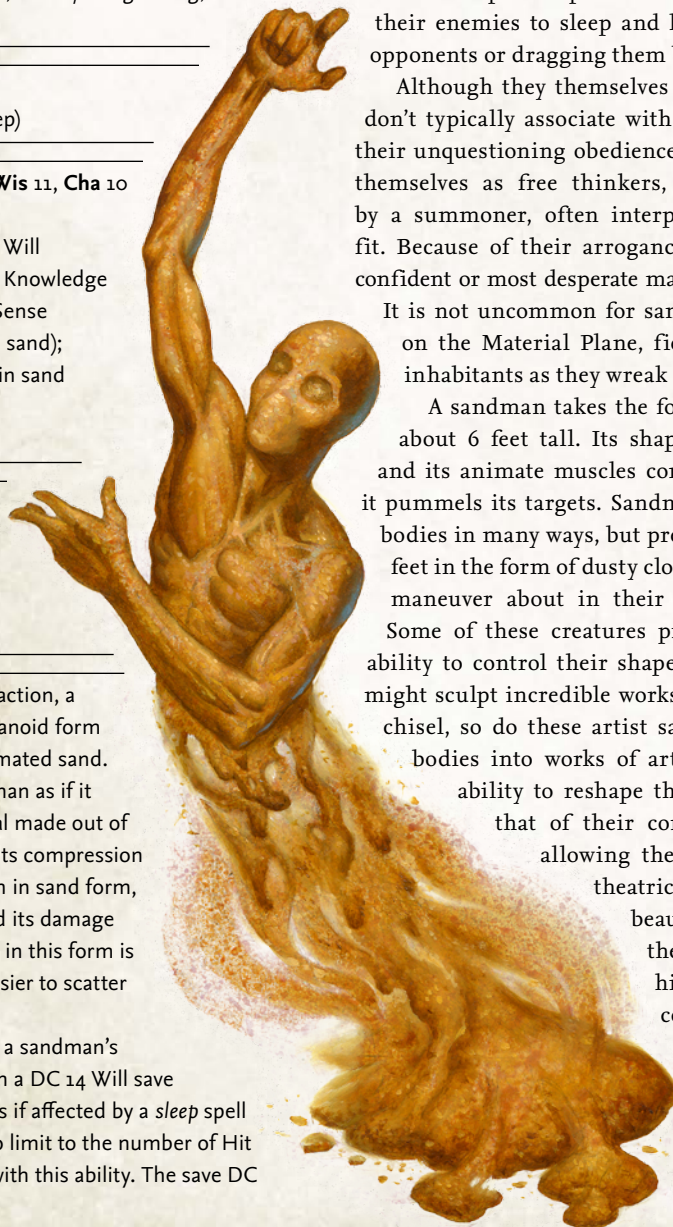 ep)
Wis 11, Cha 10
Will
Knowledge
Sense
sand);
in sand
action, a
anoid form
mated sand.
man as if it
al made out of
ts compression
n in sand form,
d its damage
in this form is
sier to scatter
a sandman's
h a DC 14 Will save
s if affected by a sleep spell
o limit to the number of Hit
with this ability. The save DC
their enemies to sleep and
opponents or dragging them
Although they themselves
don't typically associate with
their unquestioning obedience
themselves as free thinkers,
by a summoner, often interp
fit. Because of their arroganc
confident or most desperate ma
It is not uncommon for san
on the Material Plane, fie
inhabitants as they wreak
A sandman takes the fo
about 6 feet tall. Its shap
and its animate muscles con
it pummels its targets. Sandm
bodies in many ways, but pre
feet in the form of dusty clo
maneuver about in their
Some of these creatures pr
ability to control their shape
might sculpt incredible works
chisel, so do these artist sa
bodies into works of art
ability to reshape th
that of their co
allowing the
theatric
beau
the
hi
co